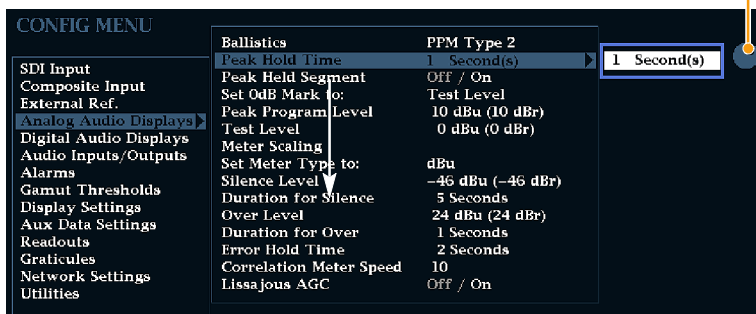 CONFIG MENU
SDI Input
Composite Input
External Ref.
Analog Audio Displays
Digital Audio Displays
Audio Inputs/Outputs
Alarms
Gamut Thresholds
Display Settings
Aux Data Settings
Readouts
Graticules
Network Settings
Utilities
Ballistics PPM Type 2
Peak Hold Time 1 Second(s)
Peak Held Segment Off / On
Set 0dB Mark to: Test Level
Peak Program Level 10 dBu (10 dBr)
Test Level 0 dBu (0 dBr)
Meter Scaling
Set Meter Type to: dBu
Silence Level -46 dBu (-46 dBr)
Duration for Silence 5 Seconds
Over Level 24 dBu (24 dBr)
Duration for Over 1 Seconds
Error Hold Time 2 Seconds
Correlation Meter Speed 10
Lissajous AGC Off / On
1 Second(s)